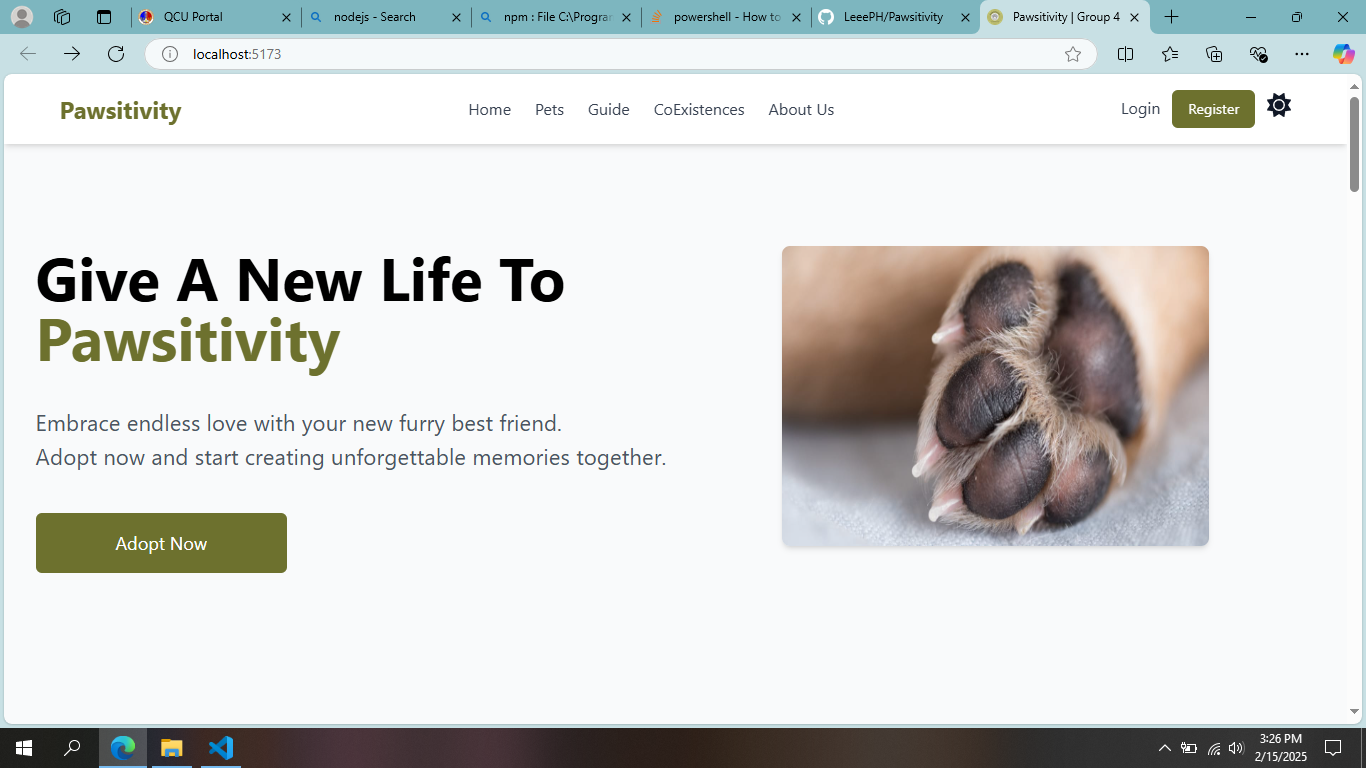 QCU Portal
nodejs - Search
npm : File C:\Program
powershell - How to
LeeePH/Pawsitivity
Pawsitivity | Group 4
localhost:5173
Pawsitivity
Home
Pets
Guide
CoExistences
About Us
Login
Register
Give A New Life To
Pawsitivity
Embrace endless love with your new furry best friend.
Adopt now and start creating unforgettable memories together.
Adopt Now
3:26 PM
2/15/2025